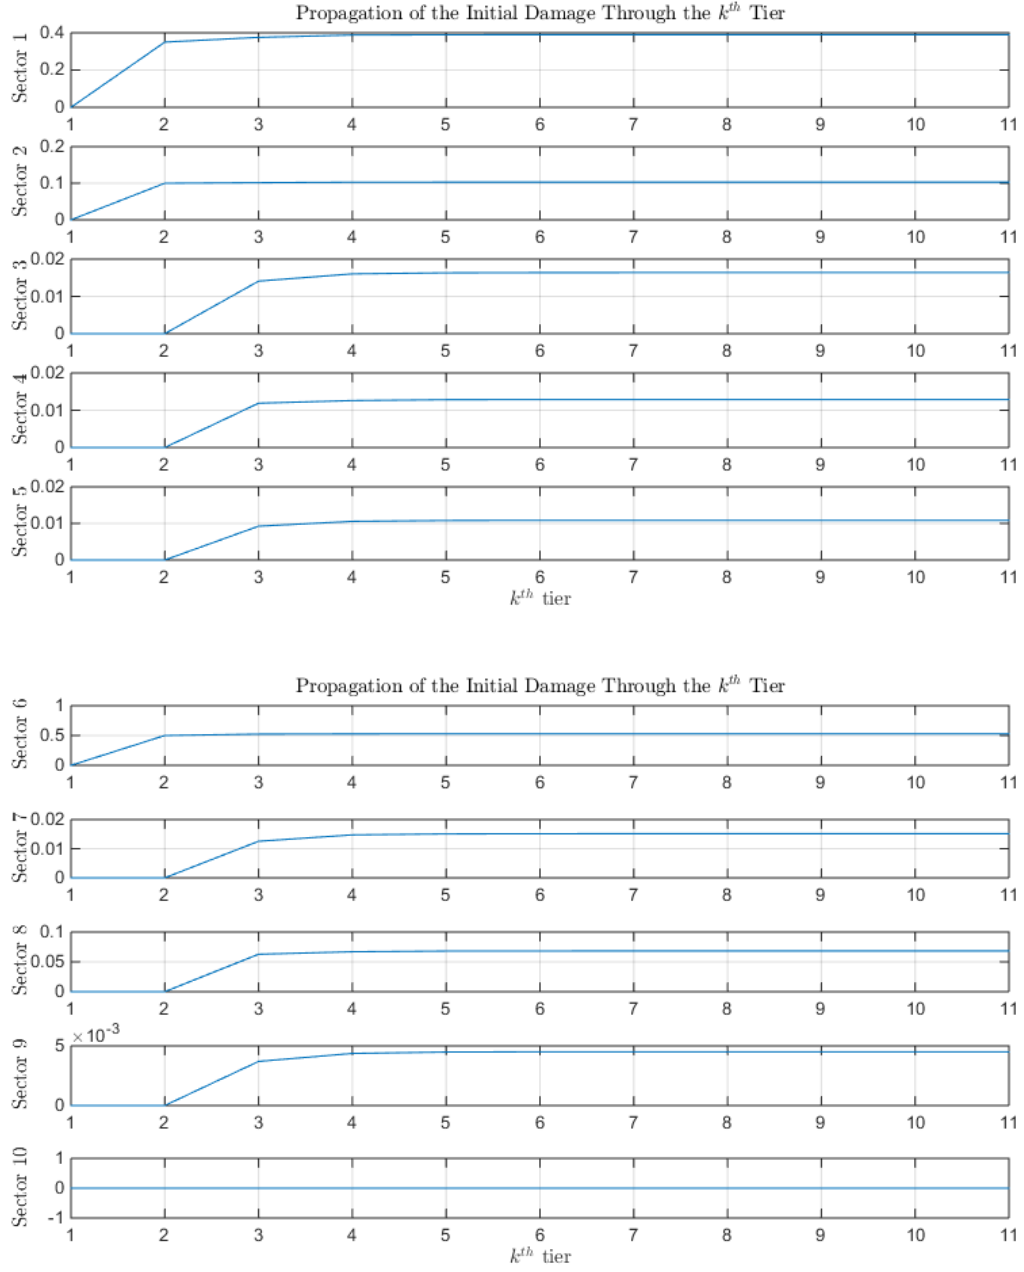 Propagation of the Initial Damage Through the k^th Tier
Sector 1
0.4
0.2
0
1 2 3 4 5 6 7 8 9 10 11
Sector 2
0.2
0.1
0
1 2 3 4 5 6 7 8 9 10 11
Sector 3
0.02
0.01
0
1 2 3 4 5 6 7 8 9 10 11
Sector 4
0.02
0.01
0
1 2 3 4 5 6 7 8 9 10 11
Sector 5
0.02
0.01
0
1 2 3 4 5 6 7 8 9 10 11
k^th tier
Propagation of the Initial Damage Through the k^th Tier
Sector 6
1
0.5
0
1 2 3 4 5 6 7 8 9 10 11
Sector 7
0.02
0.01
0
1 2 3 4 5 6 7 8 9 10 11
Sector 8
0.1
0.05
0
1 2 3 4 5 6 7 8 9 10 11
Sector 9
×10^-3
5
0
1 2 3 4 5 6 7 8 9 10 11
Sector 10
1
0
-1
1 2 3 4 5 6 7 8 9 10 11
k^th tier